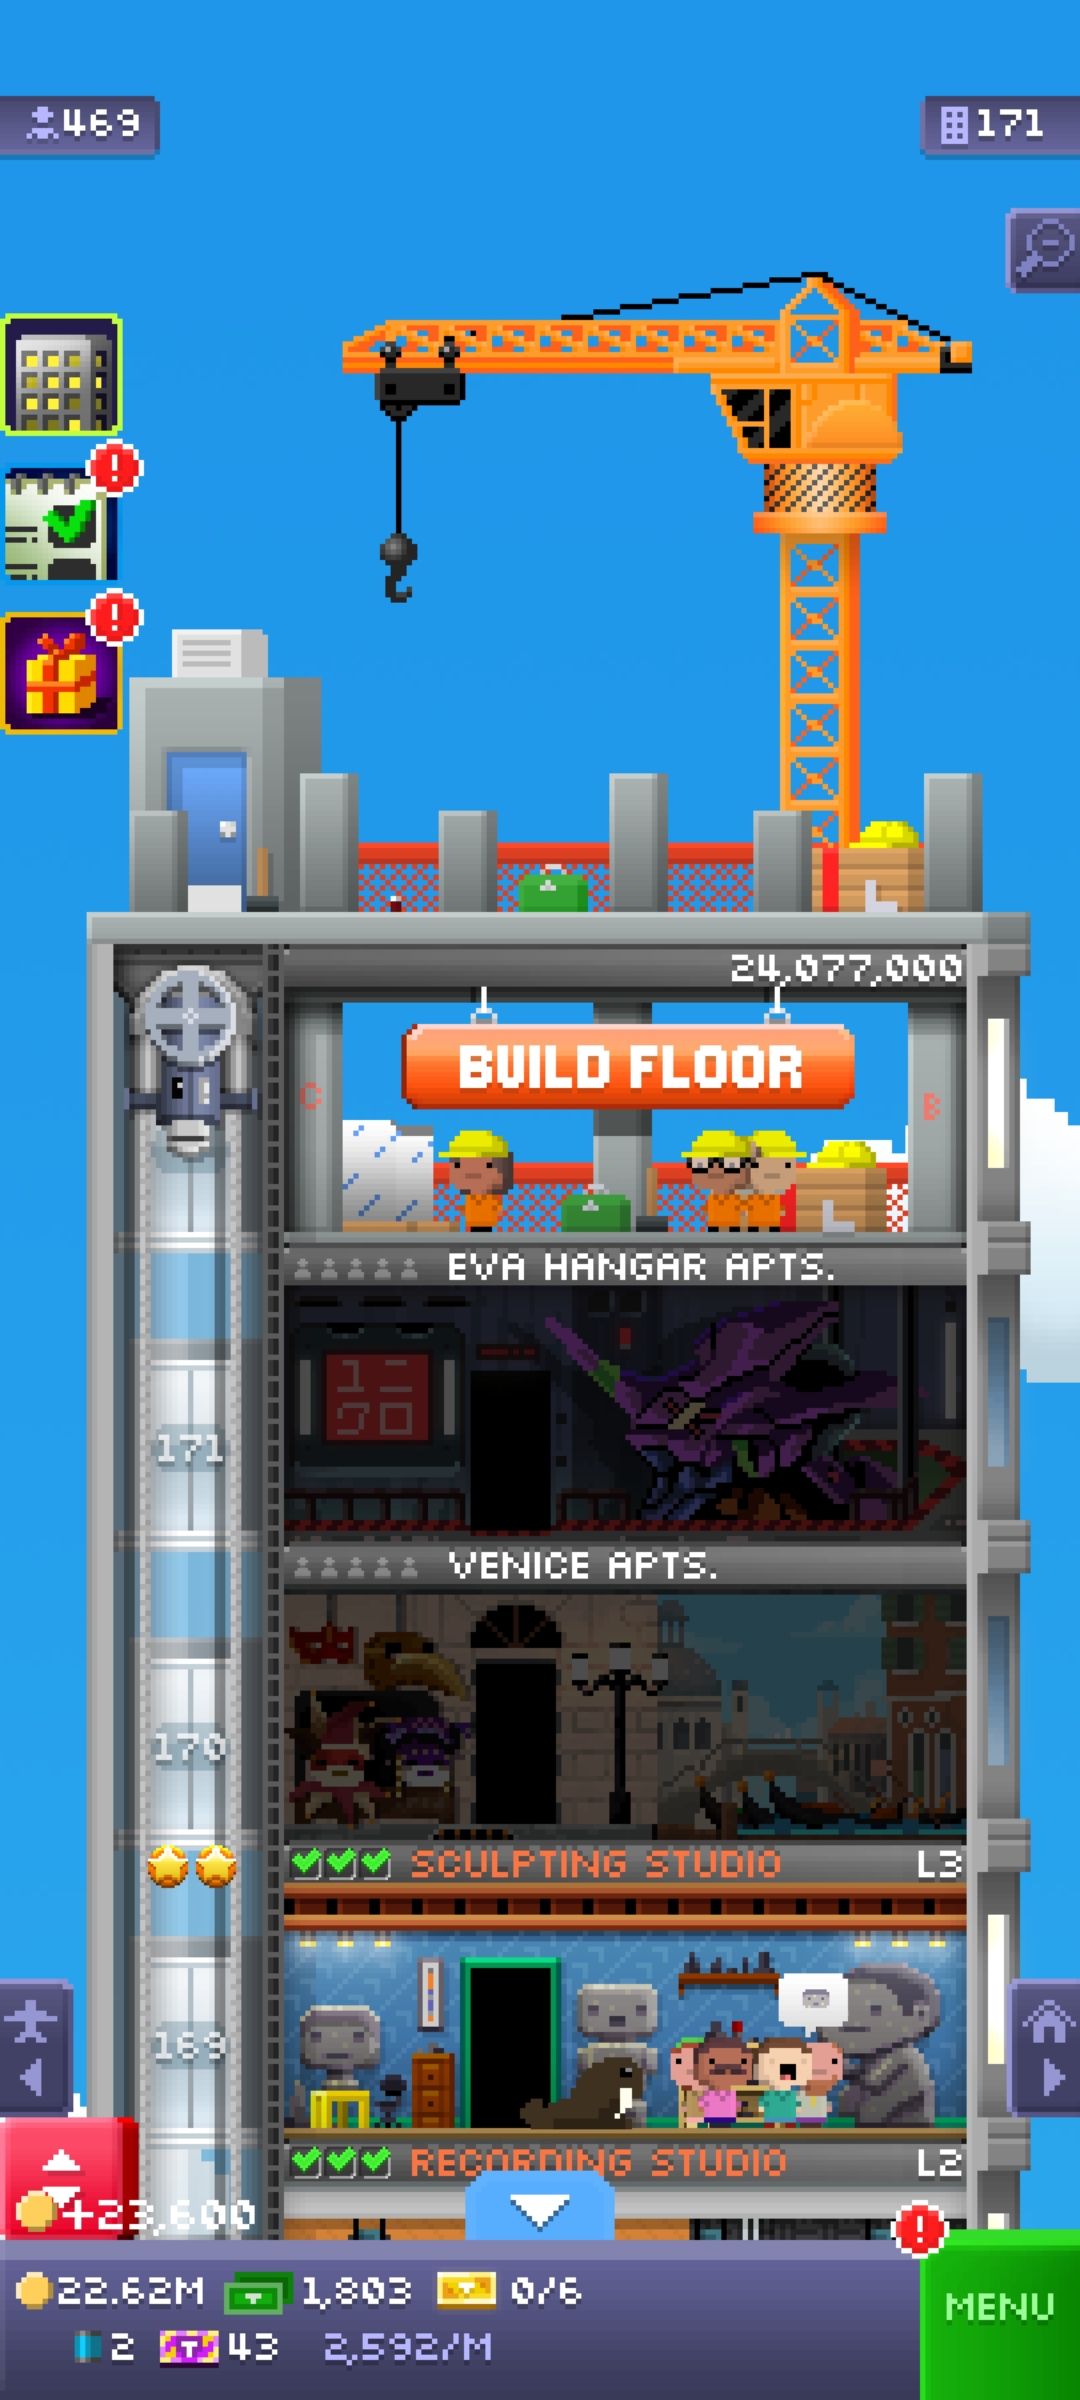 469
171
24,077,000
BUILD FLOOR
C
B
EVA HANGAR APTS.
171
VENICE APTS.
170
SCULPTING STUDIO L3
169
RECORDING STUDIO L2
+23,600
22.62M 1,803 0/6
MENU
2 43 2,592/M